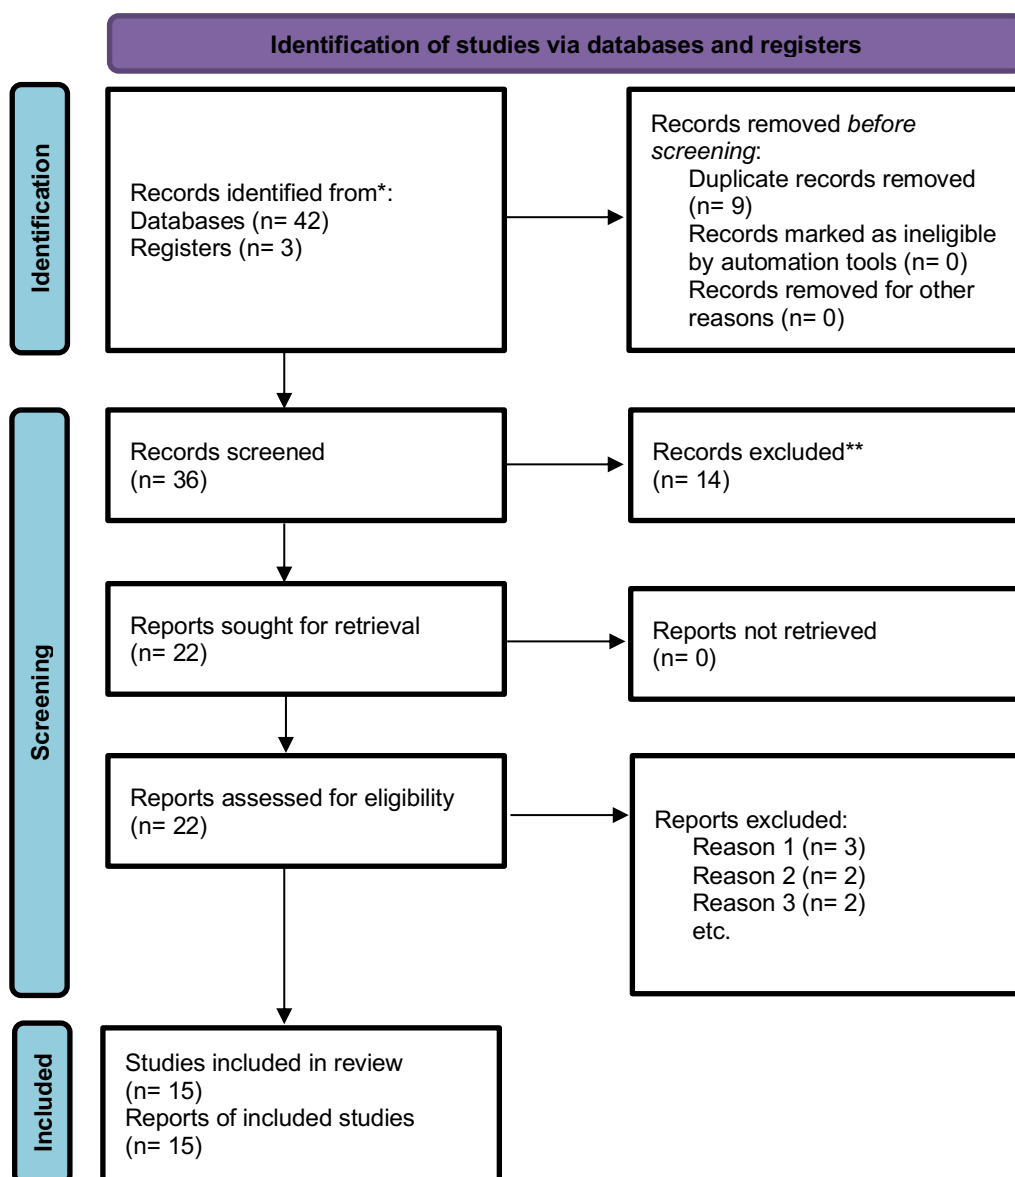 Identification of studies via databases and registers
Identification
Records identified from*:
Databases (n= 42)
Registers (n= 3)
Records removed before
screening:
Duplicate records removed
(n= 9)
Records marked as ineligible
by automation tools (n= 0)
Records removed for other
reasons (n= 0)
Screening
Records screened
(n= 36)
Records excluded**
(n= 14)
Reports sought for retrieval
(n= 22)
Reports not retrieved
(n= 0)
Reports assessed for eligibility
(n= 22)
Reports excluded:
Reason 1 (n= 3)
Reason 2 (n= 2)
Reason 3 (n= 2)
etc.
Included
Studies included in review
(n= 15)
Reports of included studies
(n= 15)